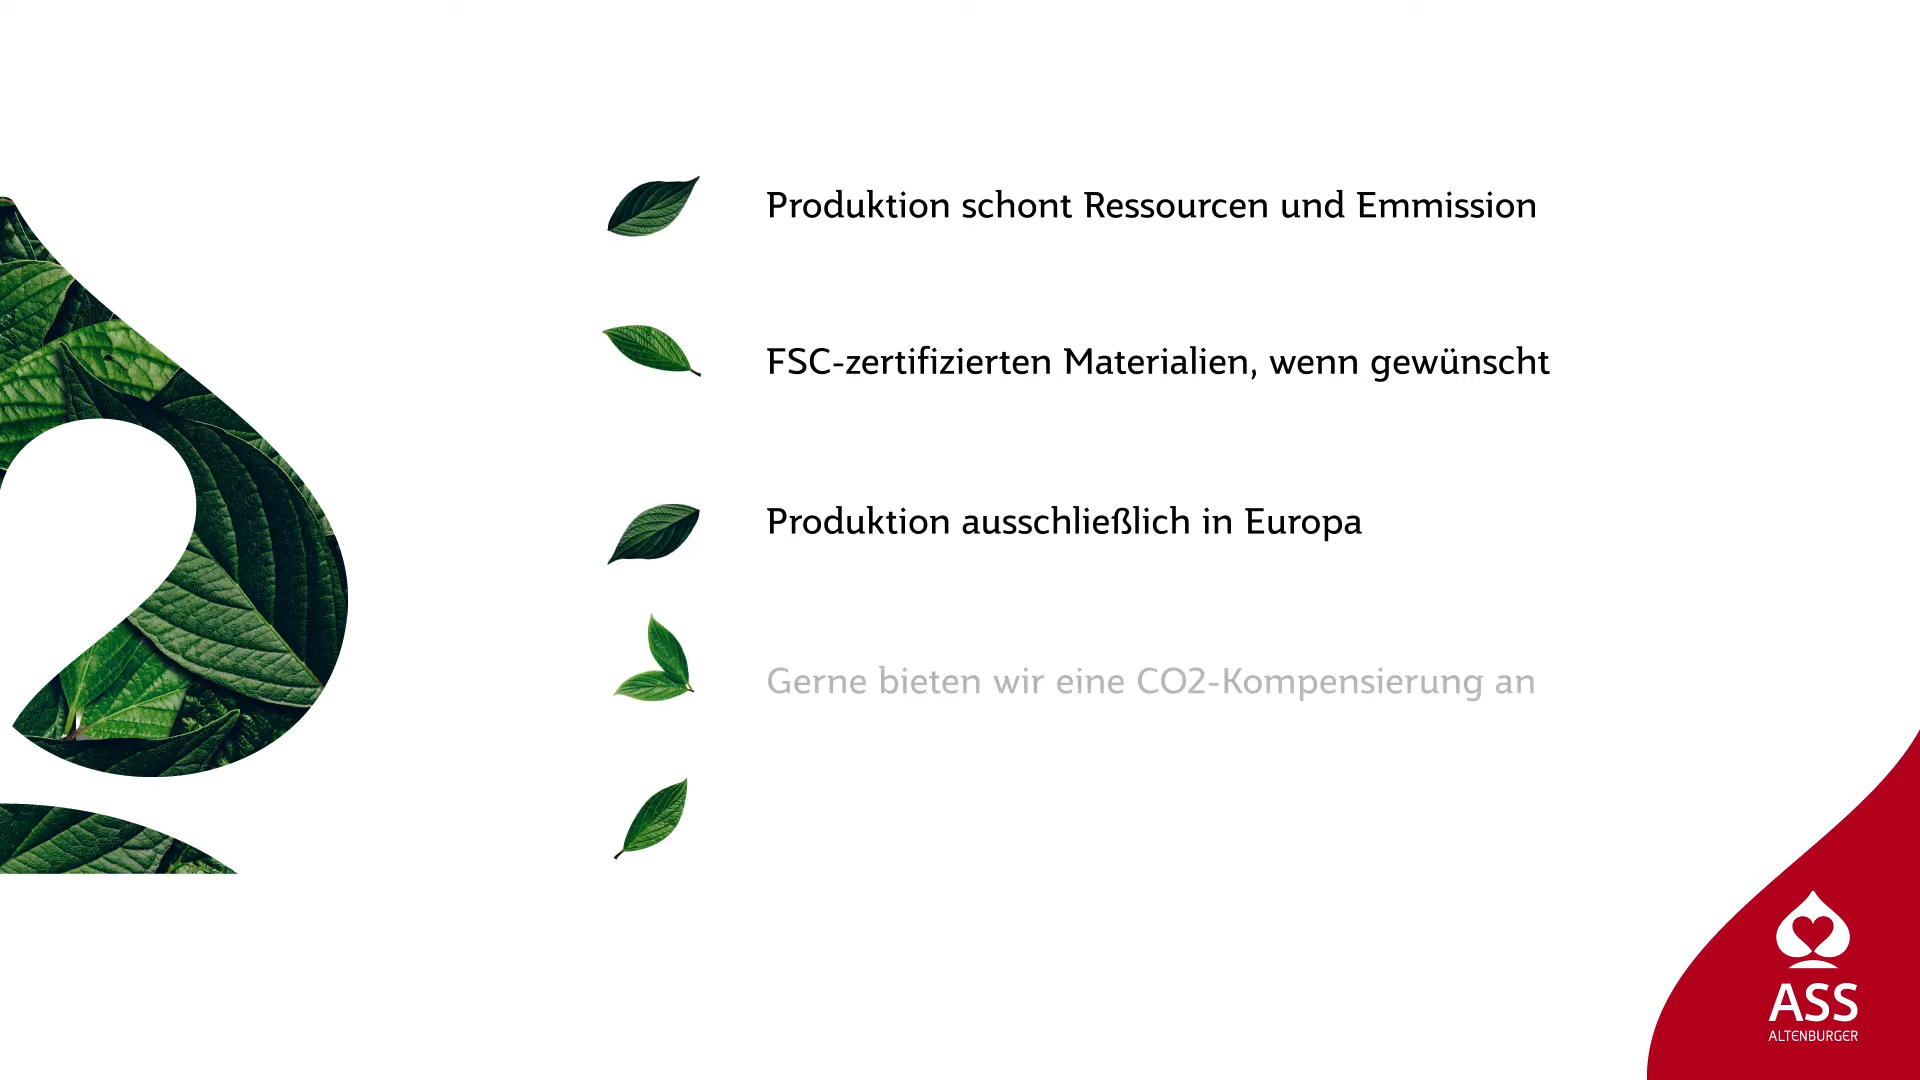 Produktion schont Ressourcen und Emmission
FSC-zertifizierten Materialien, wenn gewünscht
Produktion ausschließlich in Europa
Gerne bieten wir eine CO2-Kompensierung an
ASS
ALTENBURGER